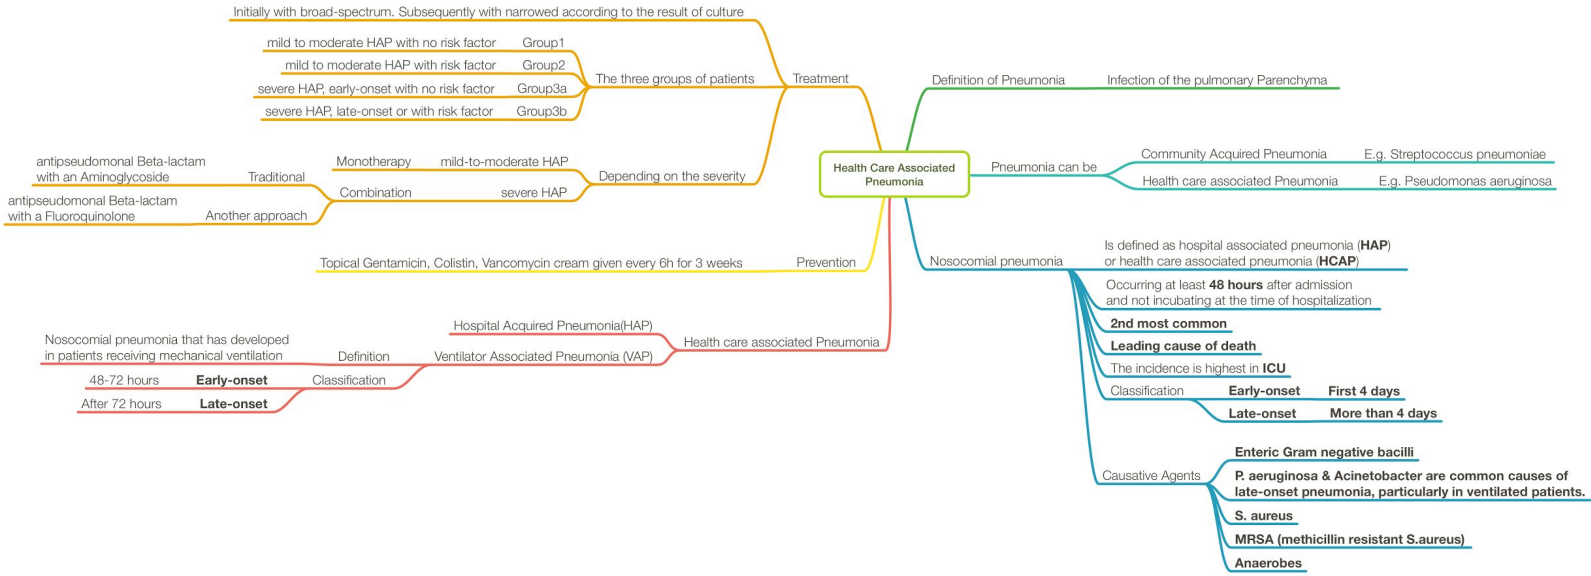 Health Care Associated
Pneumonia
Definition of Pneumonia
Infection of the pulmonary Parenchyma
Pneumonia can be
Community Acquired Pneumonia
E.g. Streptococcus pneumoniae
Health care associated Pneumonia
E.g. Pseudomonas aeruginosa
Nosocomial pneumonia
Is defined as hospital associated pneumonia (HAP)
or health care associated pneumonia (HCAP)
Occurring at least 48 hours after admission
and not incubating at the time of hospitalization
2nd most common
Leading cause of death
The incidence is highest in ICU
Classification
Early-onset
First 4 days
Late-onset
More than 4 days
Causative Agents
Enteric Gram negative bacilli
P. aeruginosa & Acinetobacter are common causes of
late-onset pneumonia, particularly in ventilated patients.
S. aureus
MRSA (methicillin resistant S.aureus)
Anaerobes
Treatment
Initially with broad-spectrum. Subsequently with narrowed according to the result of culture
The three groups of patients
mild to moderate HAP with no risk factor
Group1
mild to moderate HAP with risk factor
Group2
severe HAP, early-onset with no risk factor
Group3a
severe HAP, late-onset or with risk factor
Group3b
Depending on the severity
Monotherapy
mild-to-moderate HAP
Combination
severe HAP
antipseudomonal Beta-lactam
with an Aminoglycoside
Traditional
antipseudomonal Beta-lactam
with a Fluoroquinolone
Another approach
Topical Gentamicin, Colistin, Vancomycin cream given every 6h for 3 weeks
Prevention
Health care associated Pneumonia
Hospital Acquired Pneumonia(HAP)
Ventilator Associated Pneumonia (VAP)
Nosocomial pneumonia that has developed
in patients receiving mechanical ventilation
Definition
Classification
48-72 hours
Early-onset
After 72 hours
Late-onset